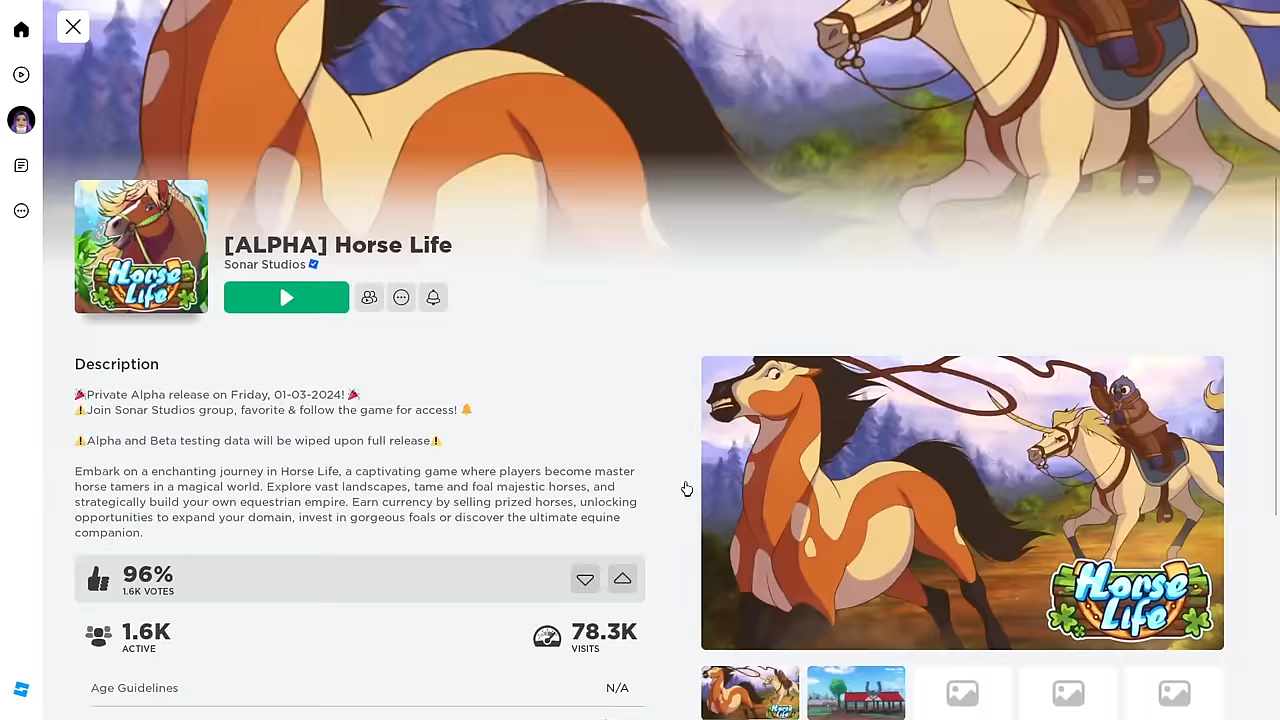 [ALPHA] Horse Life
Sonar Studios
Horse
Life
Description
🎉Private Alpha release on Friday, 01-03-2024! 🎉
⚠️Join Sonar Studios group, favorite & follow the game for access! 🔔
⚠️Alpha and Beta testing data will be wiped upon full release⚠️
Embark on a enchanting journey in Horse Life, a captivating game where players become master
horse tamers in a magical world. Explore vast landscapes, tame and foal majestic horses, and
strategically build your own equestrian empire. Earn currency by selling prized horses, unlocking
opportunities to expand your domain, invest in gorgeous foals or discover the ultimate equine
companion.
96%
1.6K VOTES
1.6K
ACTIVE
78.3K
VISITS
Age Guidelines
N/A
Horse
Life
Horse
Life